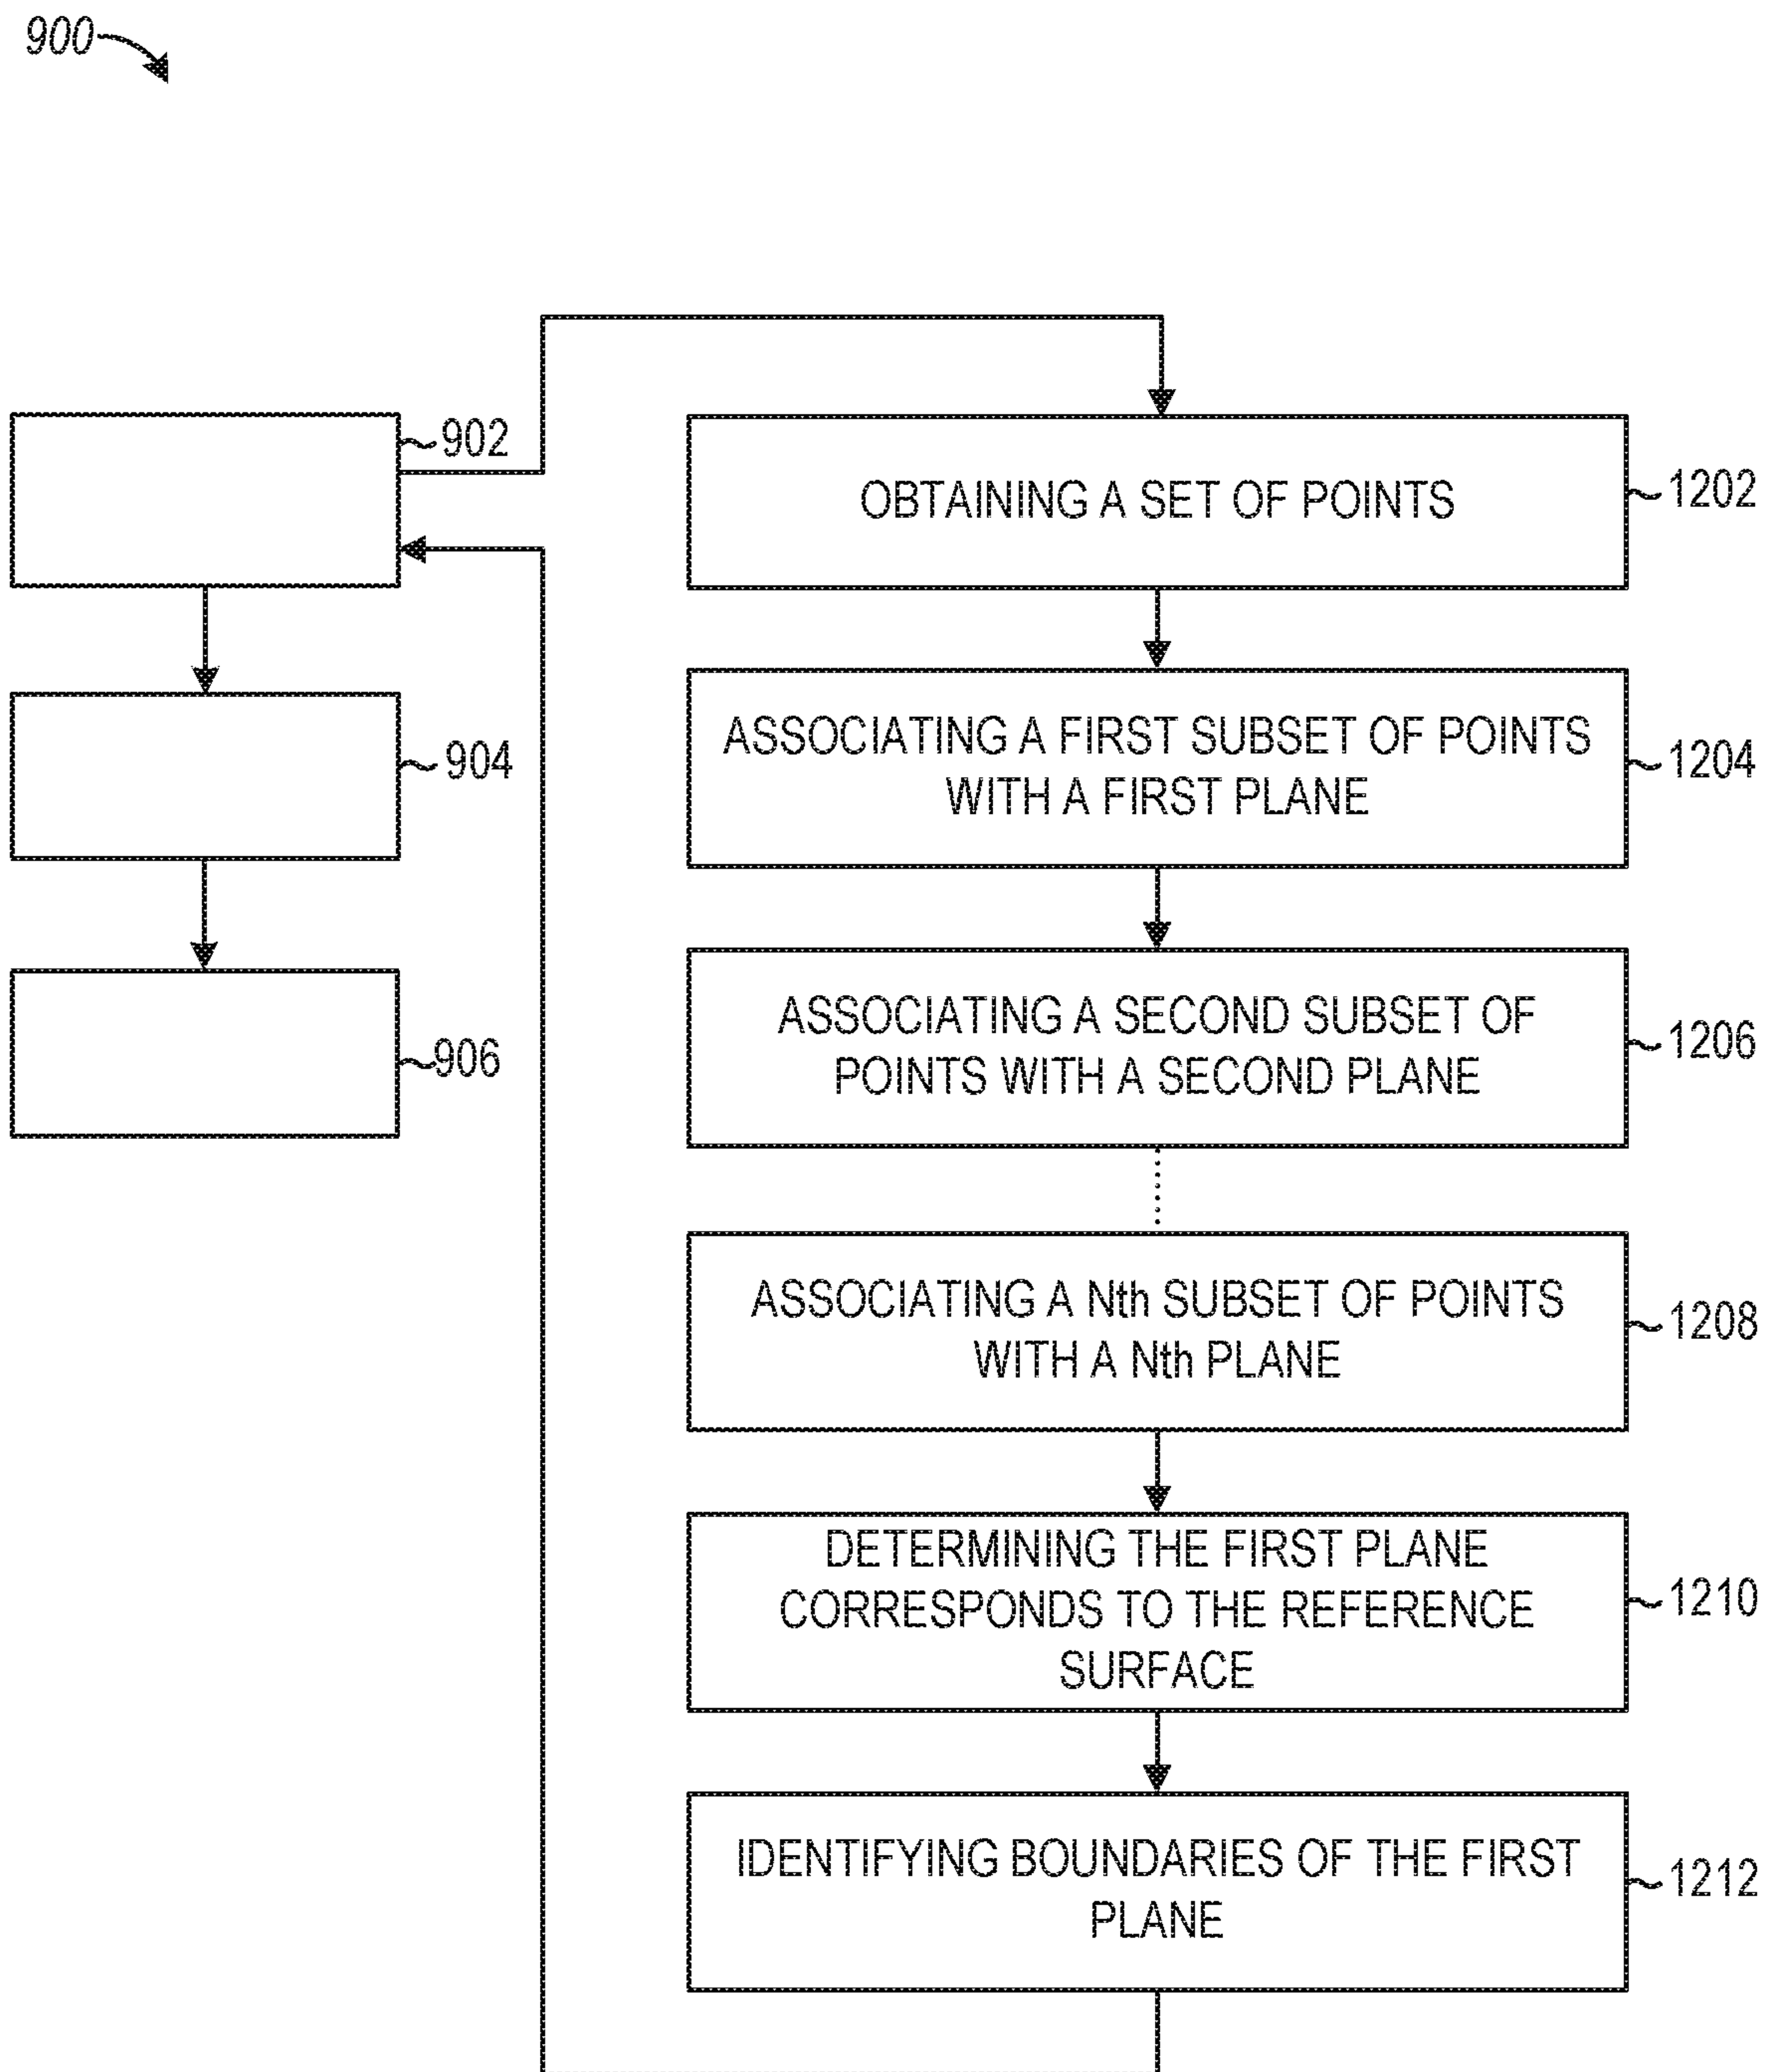 900
902
904
906
OBTAINING A SET OF POINTS
1202
ASSOCIATING A FIRST SUBSET OF POINTS
WITH A FIRST PLANE
1204
ASSOCIATING A SECOND SUBSET OF
POINTS WITH A SECOND PLANE
1206
ASSOCIATING A Nth SUBSET OF POINTS
WITH A Nth PLANE
1208
DETERMINING THE FIRST PLANE
CORRESPONDS TO THE REFERENCE
SURFACE
1210
IDENTIFYING BOUNDARIES OF THE FIRST
PLANE
1212